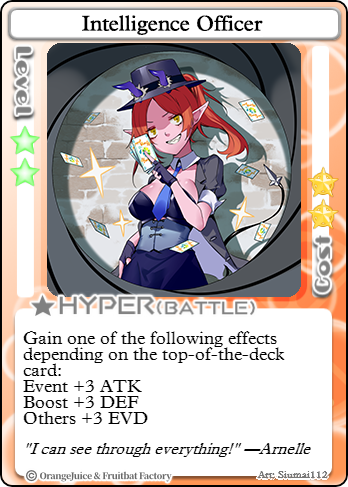 Intelligence Officer
Level
Cost
HYPER(BATTLE)
Gain one of the following effects
depending on the top-of-the-deck
card:
Event +3 ATK
Boost +3 DEF
Others +3 EVD
"I can see through everything!" —Arnelle
© OrangeJuice & Fruitbat Factory
Art: Siumai112